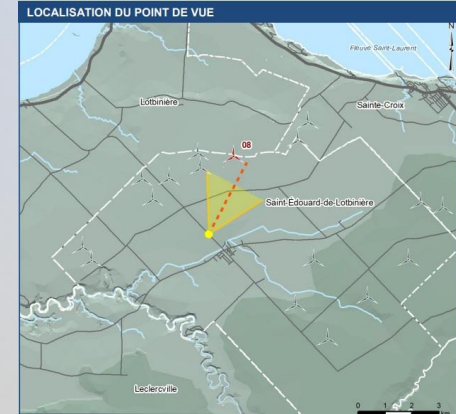 LOCALISATION DU POINT DE VUE
N
Fleuve Saint-Laurent
Lotbinière
Sainte-Croix
08
Saint-Édouard-de-Lotbinière
Leclercville
0 1 2 3
km